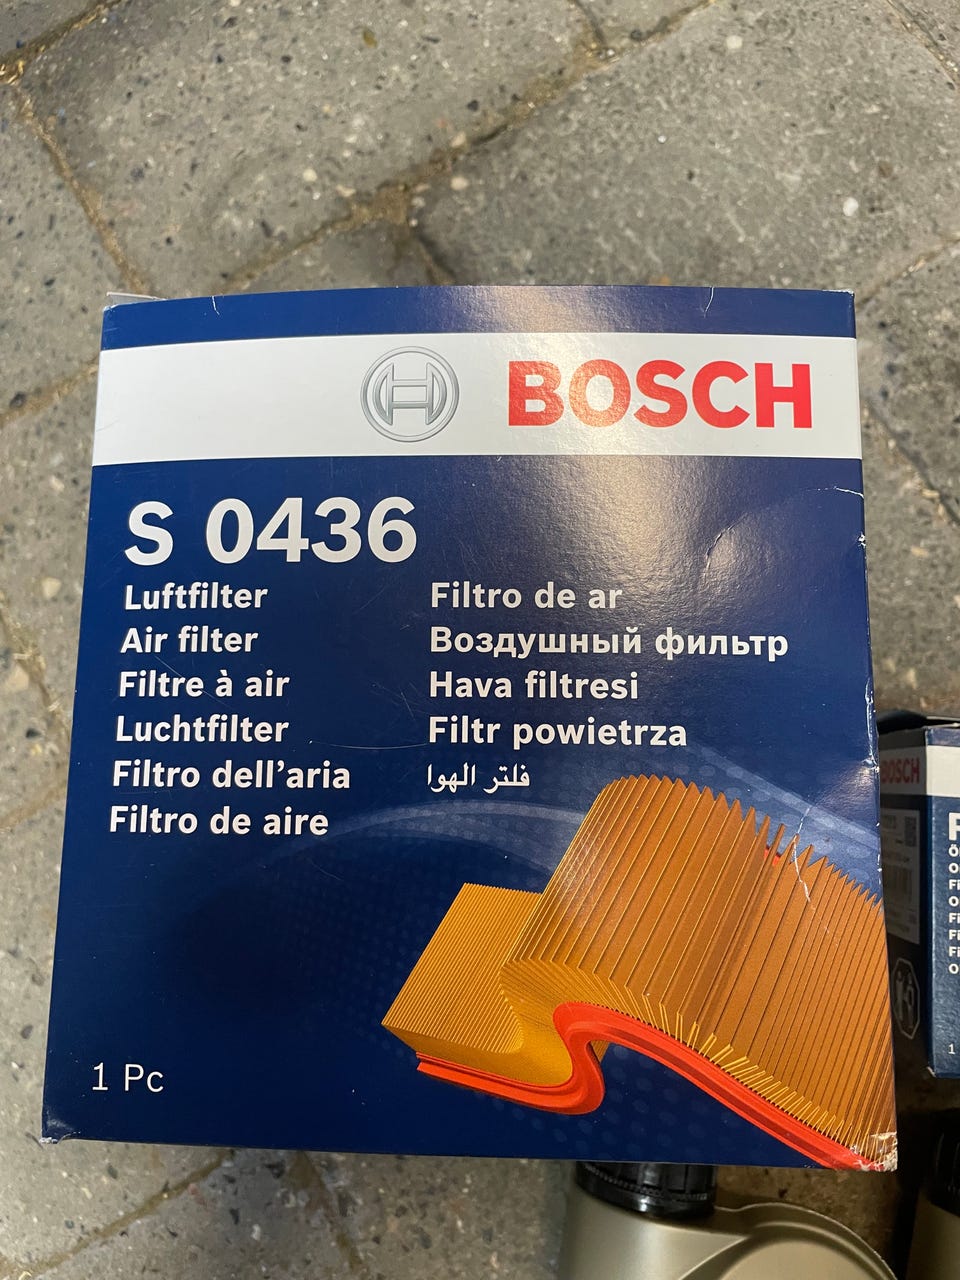 BOSCH
S 0436
Luftfilter
Air filter
Filtre à air
Luchtfilter
Filtro dell'aria
Filtro de aire
Filtro de ar
Воздушный фильтр
Hava filtresi
Filtr powietrza
فلتر الهوا
1 Pc
BOSCH